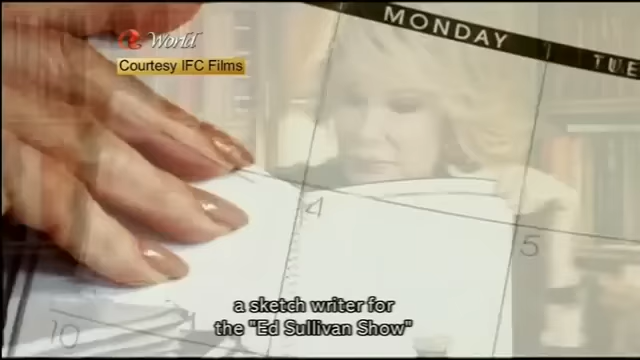 World
Courtesy IFC Films
MONDAY
TUE
4
5
10
a sketch writer for
the "Ed Sullivan Show"